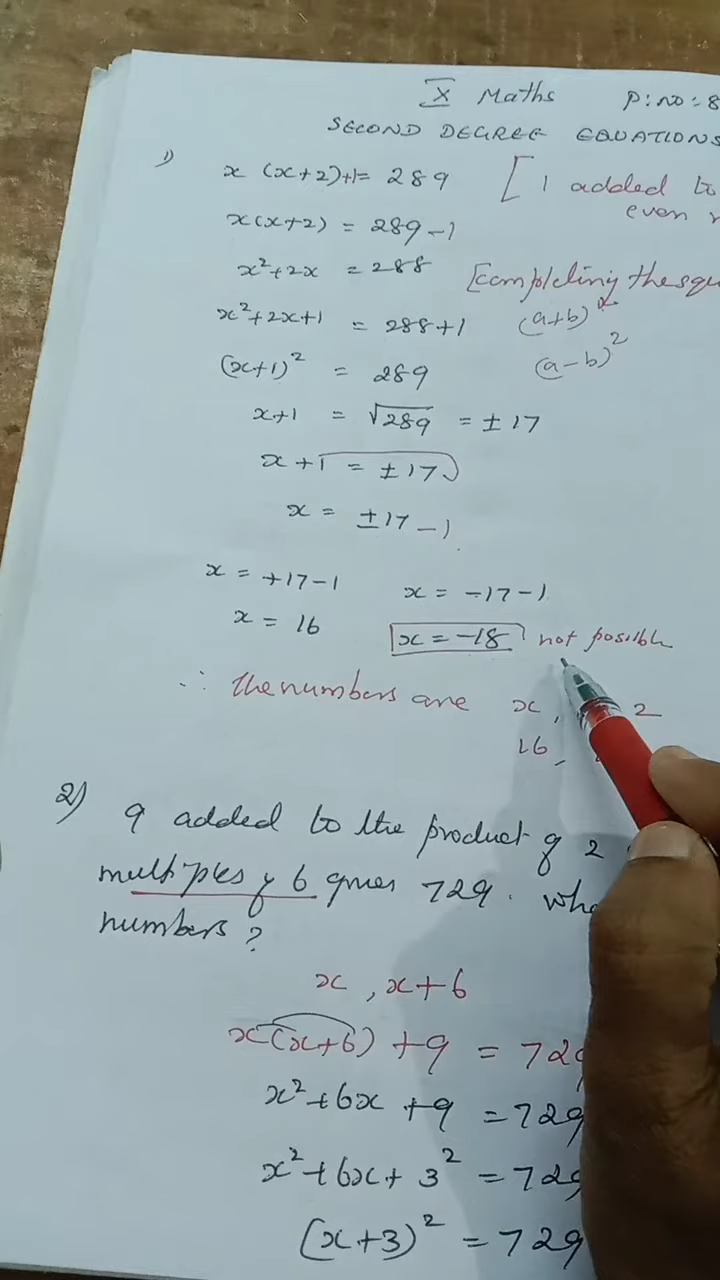 X Maths P: no: 8
SECOND DEGREE EQUATIONS
1) x (x+2)+1= 289 [1 added to
even
x(x+2) = 289-1
x²+2x = 288 [completing the squ
x²+2x+1 = 288+1 (a+b)²
(x+1)² = 289 (a-b)²
x+1 = √289 = ±17
x+1 = ±17
x = ±17-1
x = +17-1 x = -17-1
x = 16 x = -18 not possible
∴ The numbers are x, 2
16,
2) 9 added to the product of 2
multiples of 6 gives 729. Wh
numbers?
x, x+6
x(x+6) +9 = 729
x²+6x +9 = 729
x²+6x+ 3² = 729
(x+3)² = 729